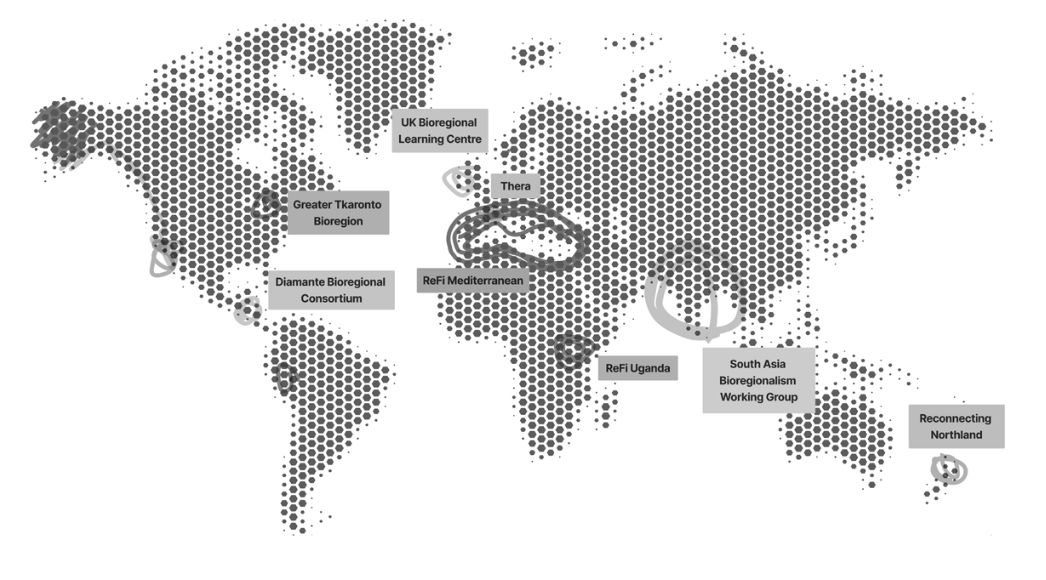 UK Bioregional
Learning Centre
Thera
Greater Tkaronto
Bioregion
ReFi Mediterranean
Diamante Bioregional
Consortium
ReFi Uganda
South Asia
Bioregionalism
Working Group
Reconnecting
Northland